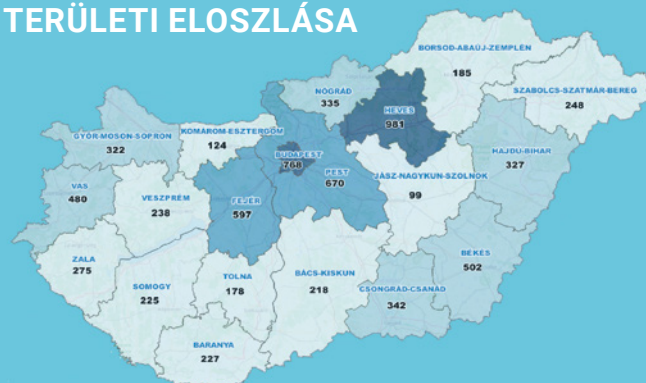 TERÜLETI ELOSZLÁSA
BORSOD-ABAÚJ-ZEMPLÉN
185
SZABOLCS-SZATMÁR-BEREG
248
NÓGRÁD
335
HEVES
981
GYŐR-MOSON-SOPRON
322
KOMÁROM-ESZTERGOM
124
BUDAPEST
768
PEST
670
HAJDU-BIHAR
327
JÁSZ-NAGYKUN-SZOLNOK
99
VAS
480
VESZPRÉM
238
FEJÉR
597
ZALA
275
SOMOGY
225
TOLNA
178
BÁCS-KISKUN
218
BÉKÉS
502
CSONGRÁD-CSANÁD
342
BARANYA
227